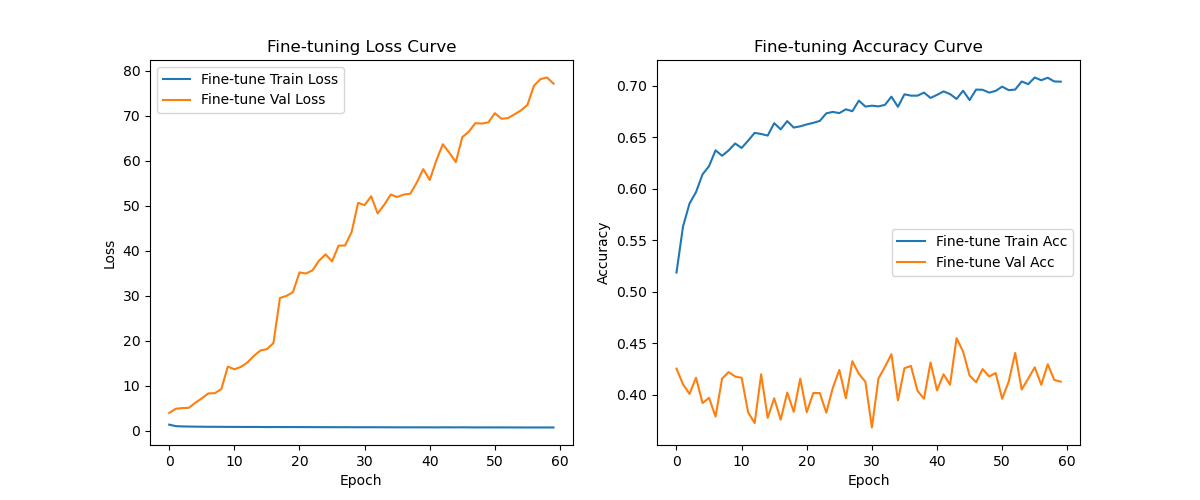 Fine-tuning Loss Curve
Fine-tune Train Loss
Fine-tune Val Loss
80
70
60
50
40
30
20
10
0
Loss
0 10 20 30 40 50 60
Epoch
Fine-tuning Accuracy Curve
0.70
0.65
0.60
0.55
0.50
0.45
0.40
Accuracy
Fine-tune Train Acc
Fine-tune Val Acc
0 10 20 30 40 50 60
Epoch